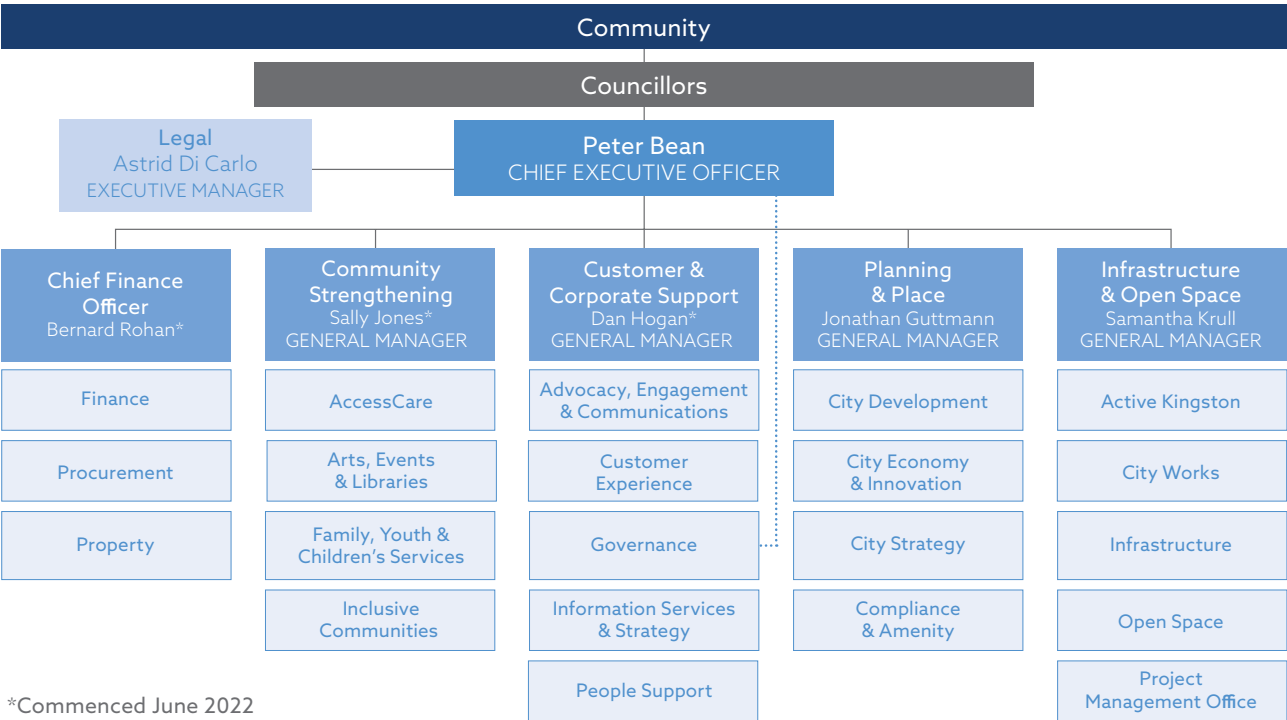 Community
Councillors
Legal
Astrid Di Carlo
EXECUTIVE MANAGER
Peter Bean
CHIEF EXECUTIVE OFFICER
Chief Finance
Officer
Bernard Rohan*
Finance
Procurement
Property
Community
Strengthening
Sally Jones*
GENERAL MANAGER
AccessCare
Arts, Events
& Libraries
Family, Youth &
Children’s Services
Inclusive
Communities
Customer &
Corporate Support
Dan Hogan*
GENERAL MANAGER
Advocacy, Engagement
& Communications
Customer
Experience
Governance
Information Services
& Strategy
People Support
Planning
& Place
Jonathan Guttmann
GENERAL MANAGER
City Development
City Economy
& Innovation
City Strategy
Compliance
& Amenity
Infrastructure
& Open Space
Samantha Krull
GENERAL MANAGER
Active Kingston
City Works
Infrastructure
Open Space
Project
Management Office
*Commenced June 2022